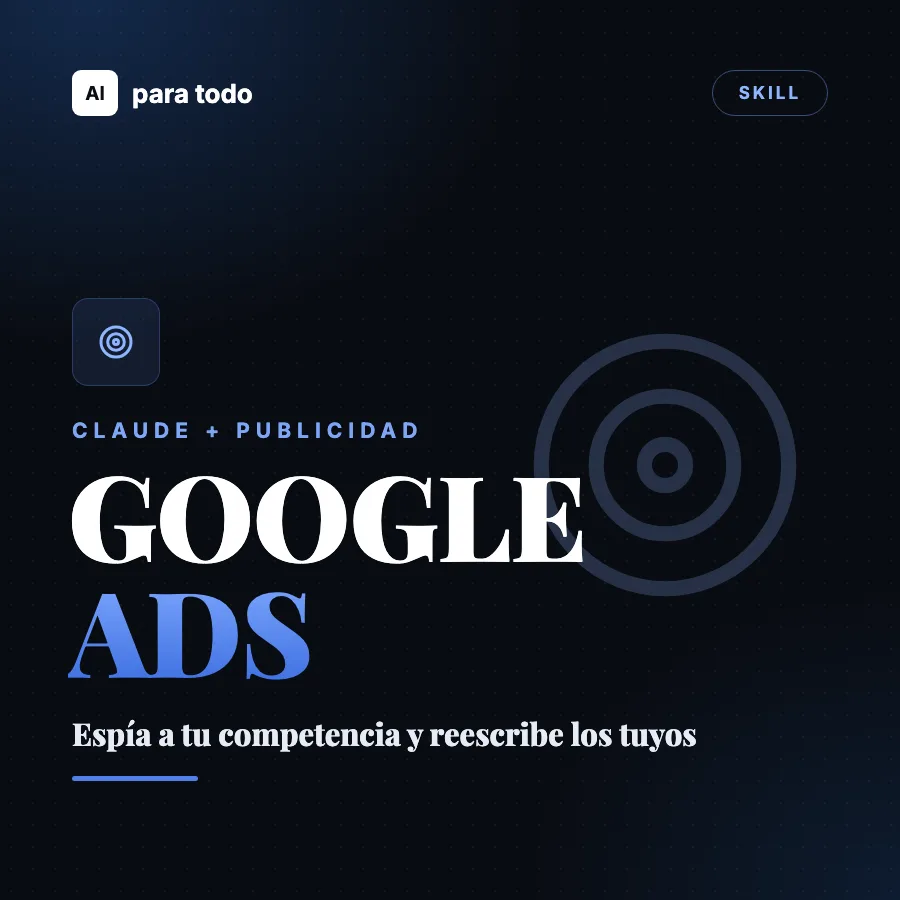 AI para todo
SKILL
CLAUDE + PUBLICIDAD
GOOGLE
ADS
Espía a tu competencia y reescribe los tuyos